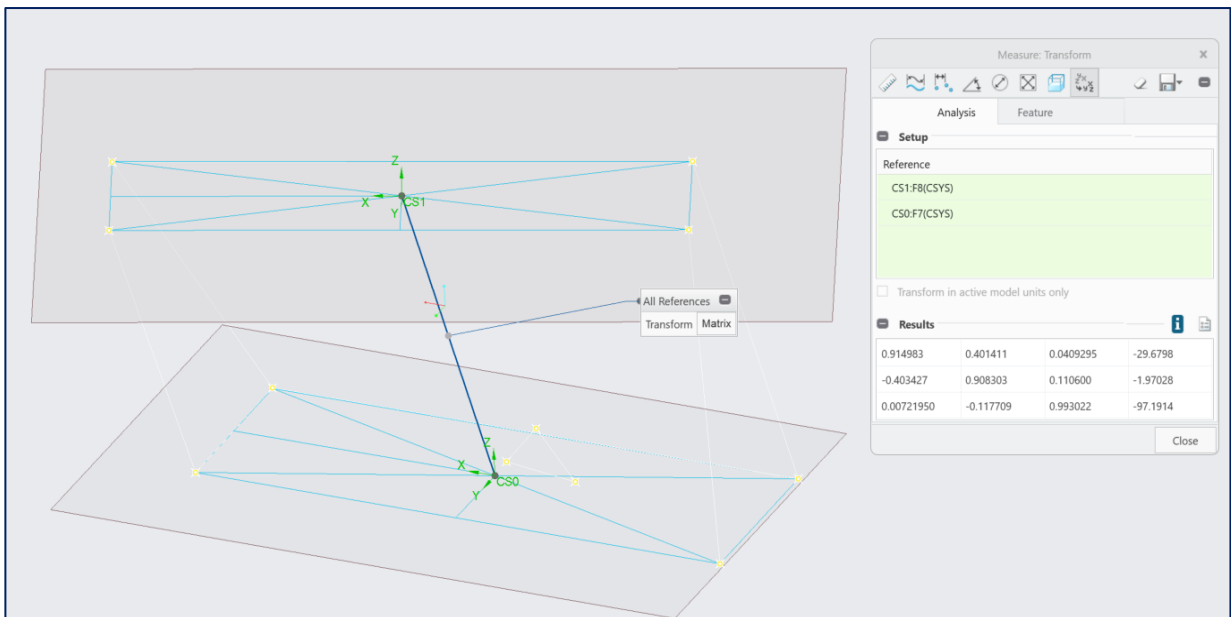 Measure: Transform
Analysis Feature
Setup
Reference
CS1:F8(CSYS)
CS0:F7(CSYS)
Transform in active model units only
Results
0.914983 0.401411 0.0409295 -29.6798
-0.403427 0.908303 0.110600 -1.97028
0.00721950 -0.117709 0.993022 -97.1914
Close
Z
X CS1
Y
All References
Transform Matrix
Z
X
CS0
Y